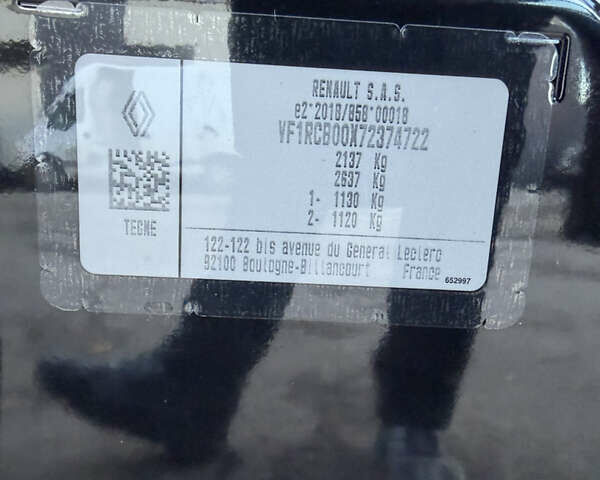 RENAULT S.A.S.
e2*2018/858*00018
VF1RCB00X72374722
2137 Kg
2637 Kg
1- 1130 Kg
2- 1120 Kg
TEGNE
122-122 bis avenue du General Leclerc
92100 Boulogne-Billancourt France
652997